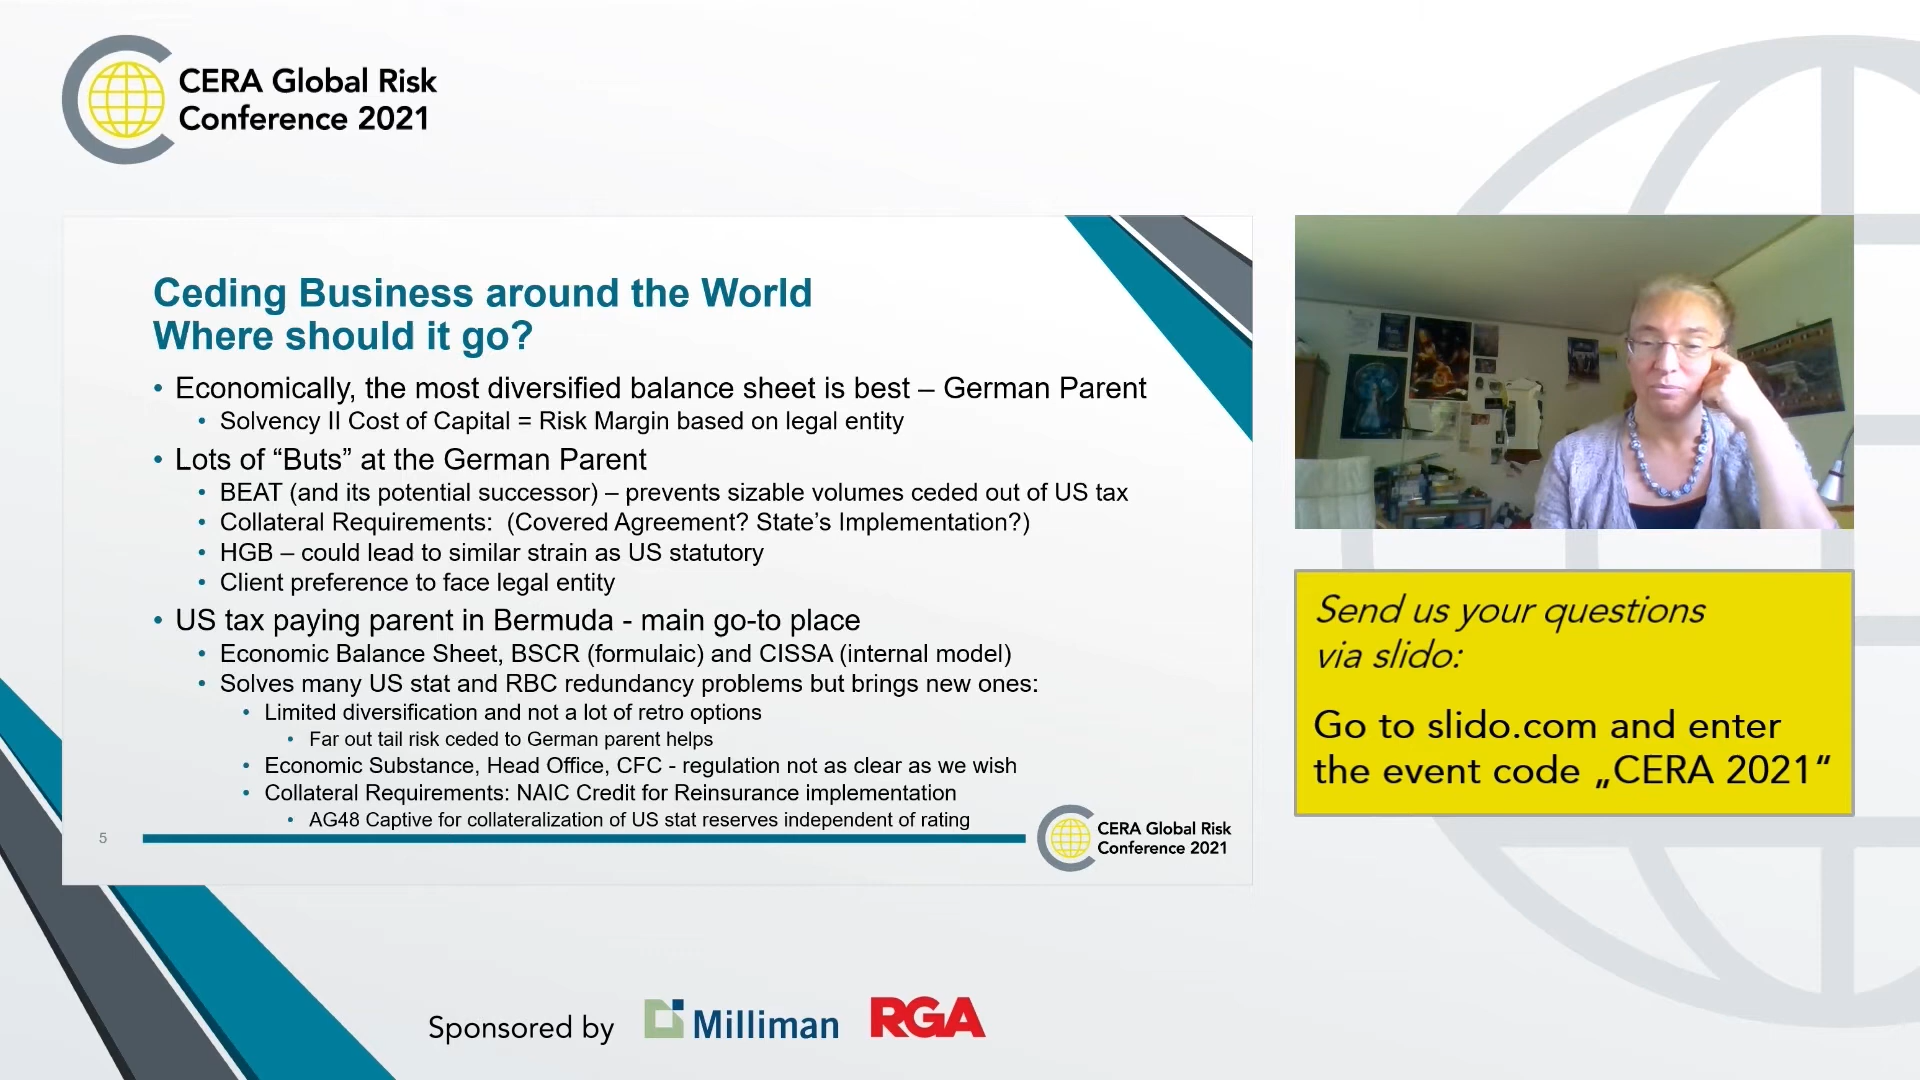 CERA Global Risk
Conference 2021
Ceding Business around the World
Where should it go?
• Economically, the most diversified balance sheet is best – German Parent
• Solvency II Cost of Capital = Risk Margin based on legal entity
• Lots of “Buts” at the German Parent
• BEAT (and its potential successor) – prevents sizable volumes ceded out of US tax
• Collateral Requirements: (Covered Agreement? State’s Implementation?)
• HGB – could lead to similar strain as US statutory
• Client preference to face legal entity
• US tax paying parent in Bermuda - main go-to place
• Economic Balance Sheet, BSCR (formulaic) and CISSA (internal model)
• Solves many US stat and RBC redundancy problems but brings new ones:
• Limited diversification and not a lot of retro options
• Far out tail risk ceded to German parent helps
• Economic Substance, Head Office, CFC - regulation not as clear as we wish
• Collateral Requirements: NAIC Credit for Reinsurance implementation
• AG48 Captive for collateralization of US stat reserves independent of rating
5
CERA Global Risk
Conference 2021
Send us your questions
via slido:
Go to slido.com and enter
the event code „CERA 2021“
Sponsored by
Milliman
RGA